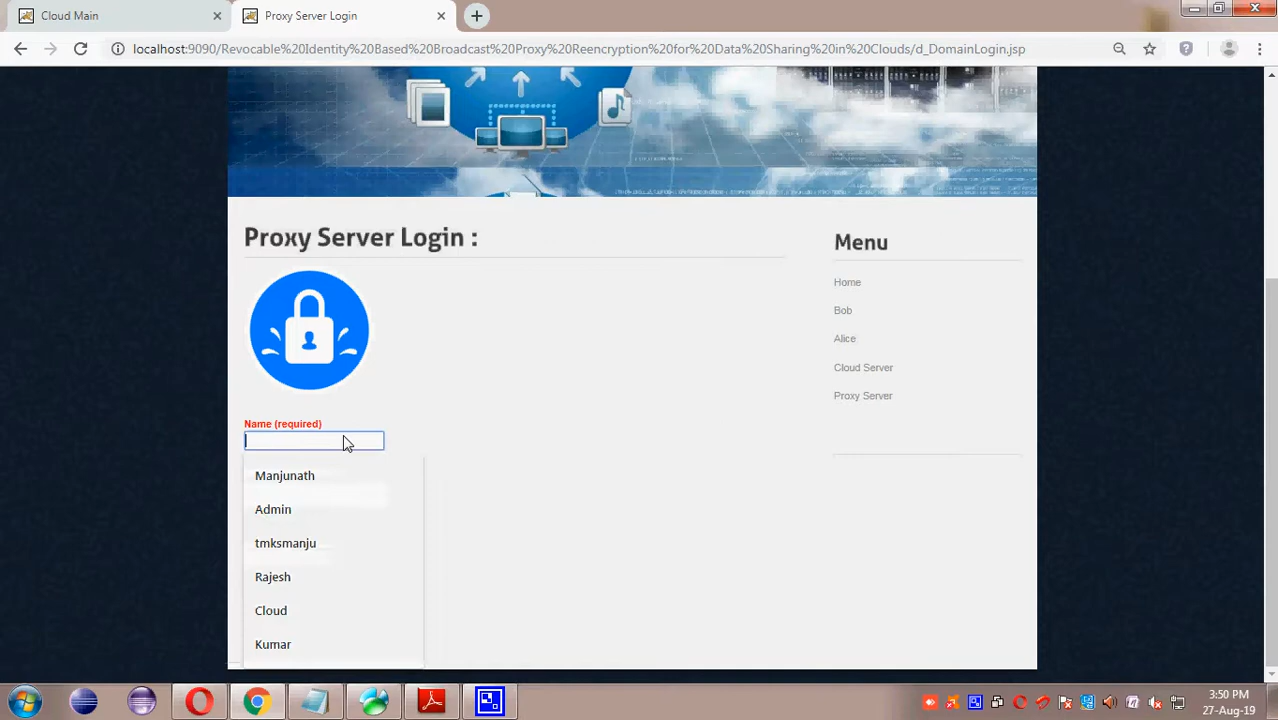 Cloud Main
Proxy Server Login
localhost:9090/Revocable%20Identity%20Based%20Broadcast%20Proxy%20Reencryption%20for%20Data%20Sharing%20in%20Clouds/d_DomainLogin.jsp
Proxy Server Login :
Name (required)
Manjunath
Admin
tmksmanju
Rajesh
Cloud
Kumar
Menu
Home
Bob
Alice
Cloud Server
Proxy Server
3:50 PM
27-Aug-19